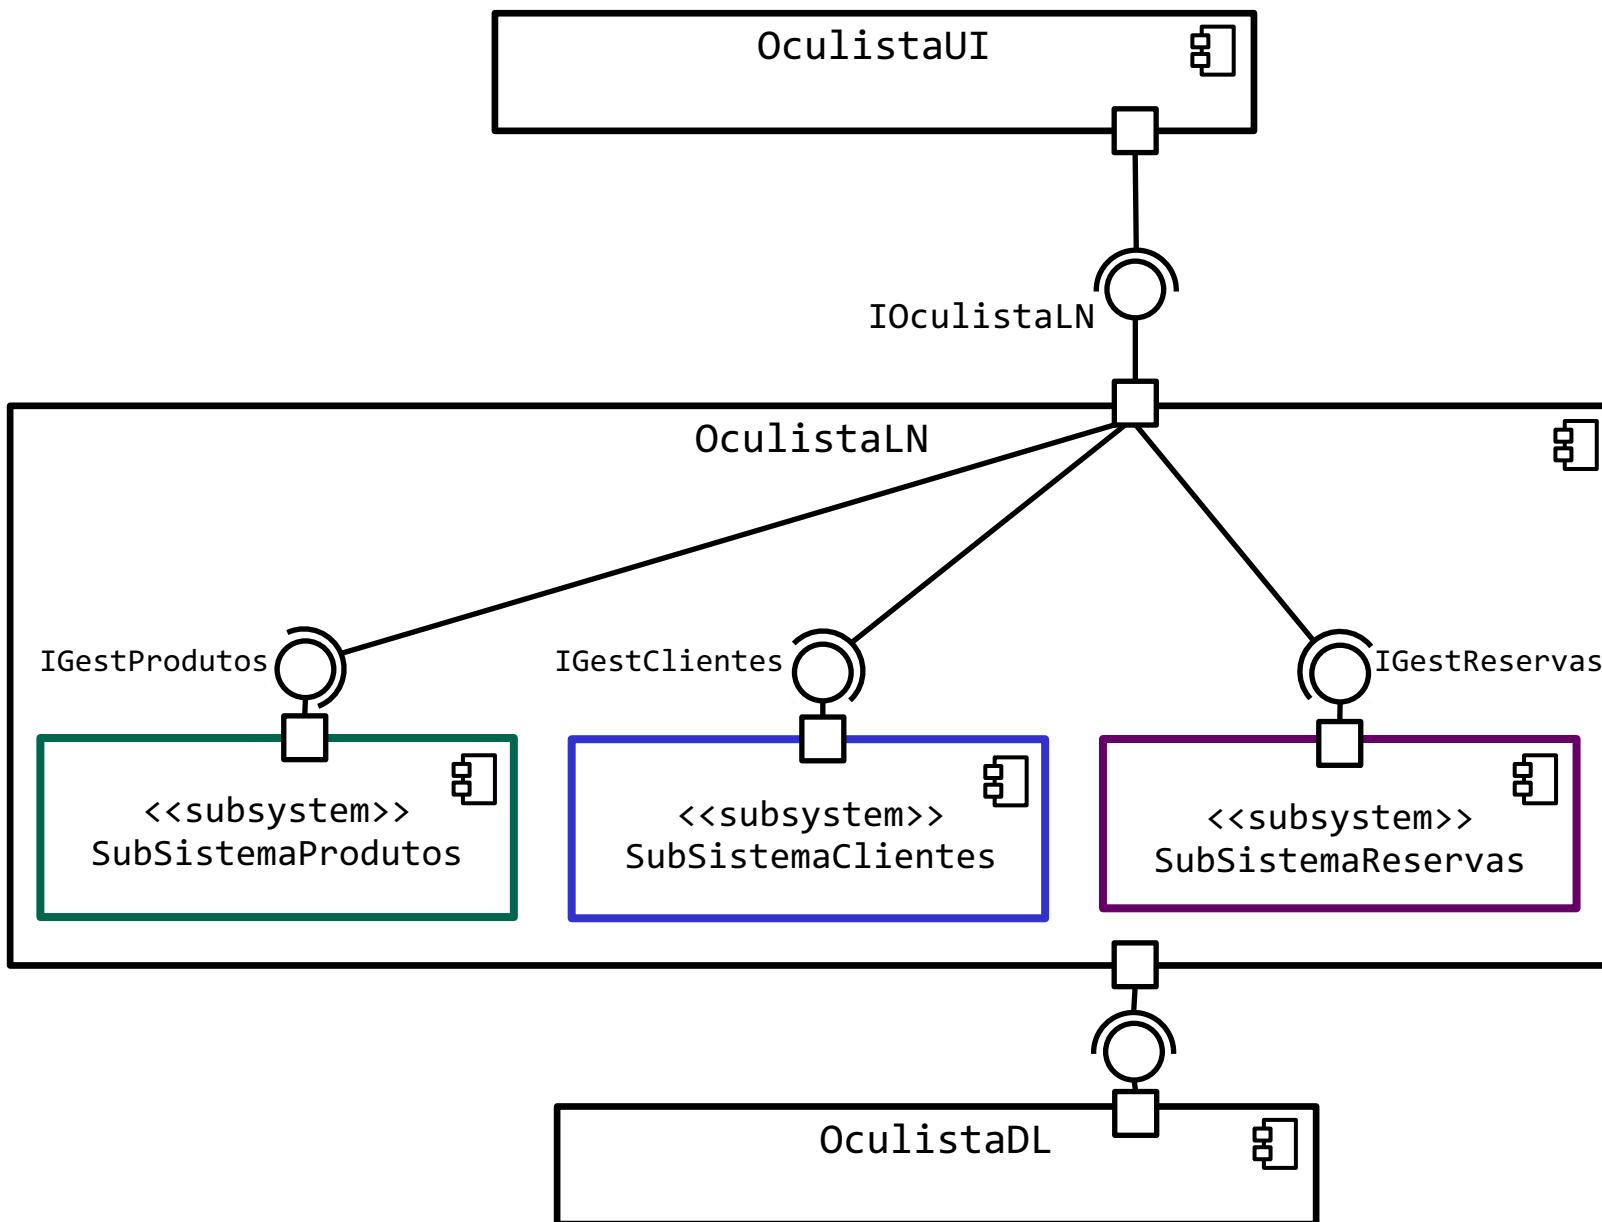 OculistaUI
IOculistaLN
OculistaLN
IGestProdutos
IGestClientes
IGestReservas
<<subsystem>>
SubSistemaProdutos
<<subsystem>>
SubSistemaClientes
<<subsystem>>
SubSistemaReservas
OculistaDL